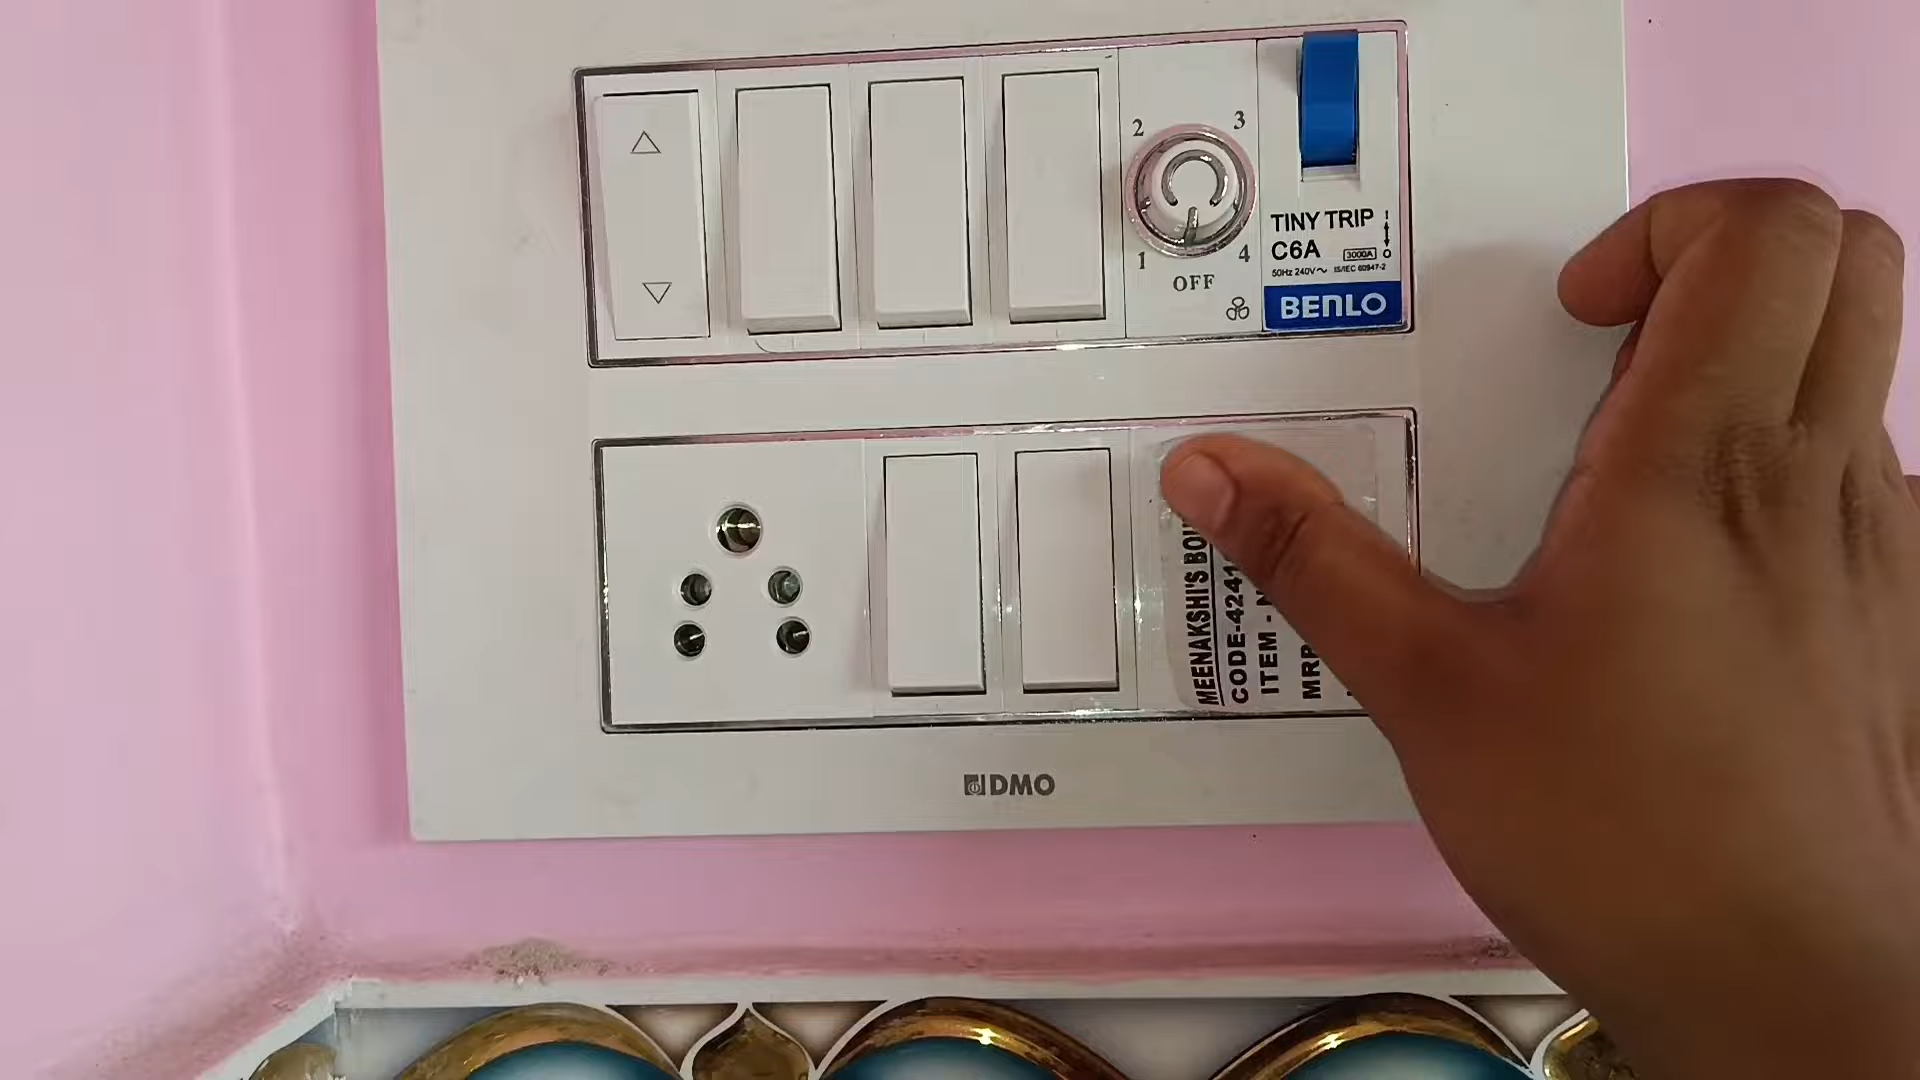 2 3
1 4
OFF
TINY TRIP
C6A 3000A
50Hz 240V~ IS/IEC 60947-2
BENLO
MEENAKSHI'S
CODE-4241
ITEM -
MRP
DMO